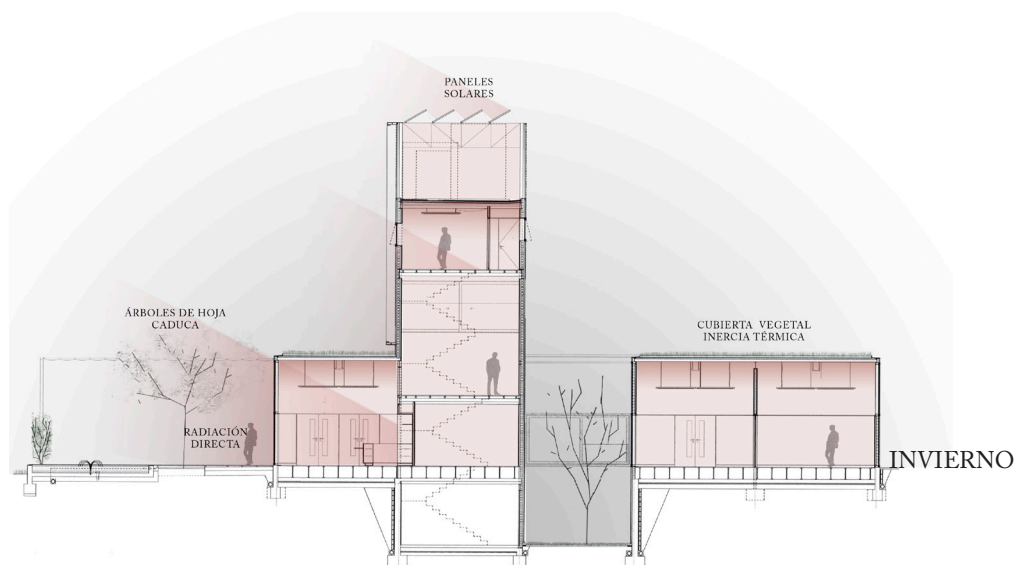 PANELES
SOLARES
ÁRBOLES DE HOJA
CADUCA
CUBIERTA VEGETAL
INERCIA TÉRMICA
RADIACIÓN
DIRECTA
INVIERNO